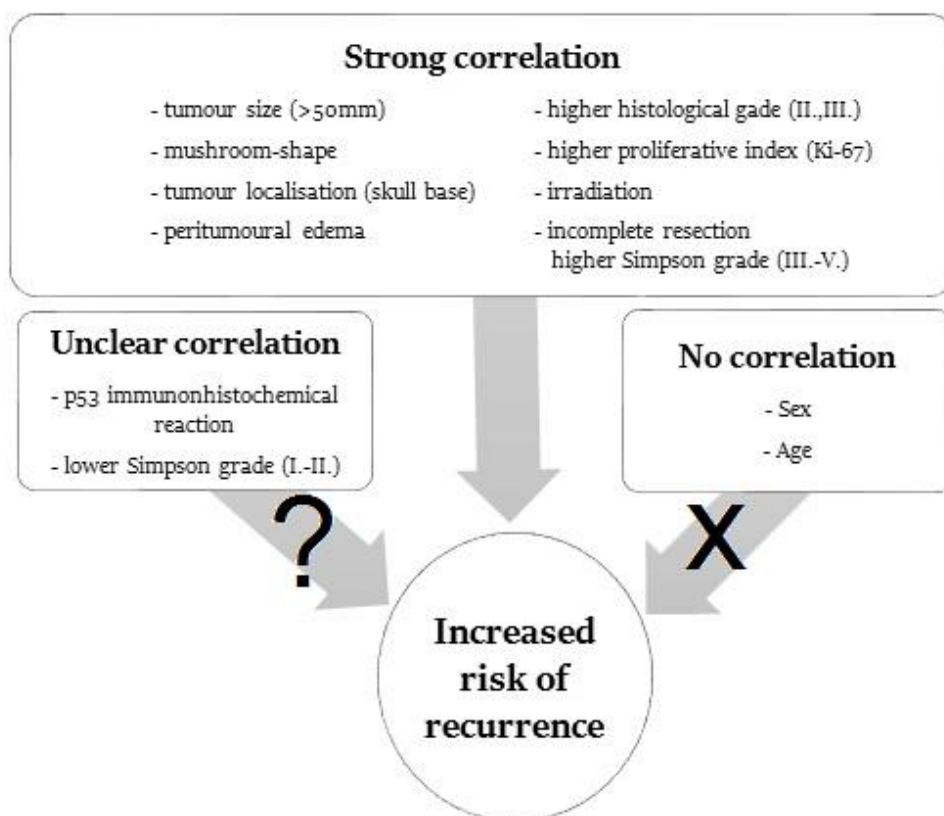 Strong correlation
- tumour size (>50mm)
- mushroom-shape
- tumour localisation (skull base)
- peritumoural edema
- higher histological gade (II.,III.)
- higher proliferative index (Ki-67)
- irradiation
- incomplete resection
higher Simpson grade (III.-V.)
Unclear correlation
- p53 immunonhistochemical
reaction
- lower Simpson grade (I.-II.)
No correlation
- Sex
- Age
?
X
Increased
risk of
recurrence